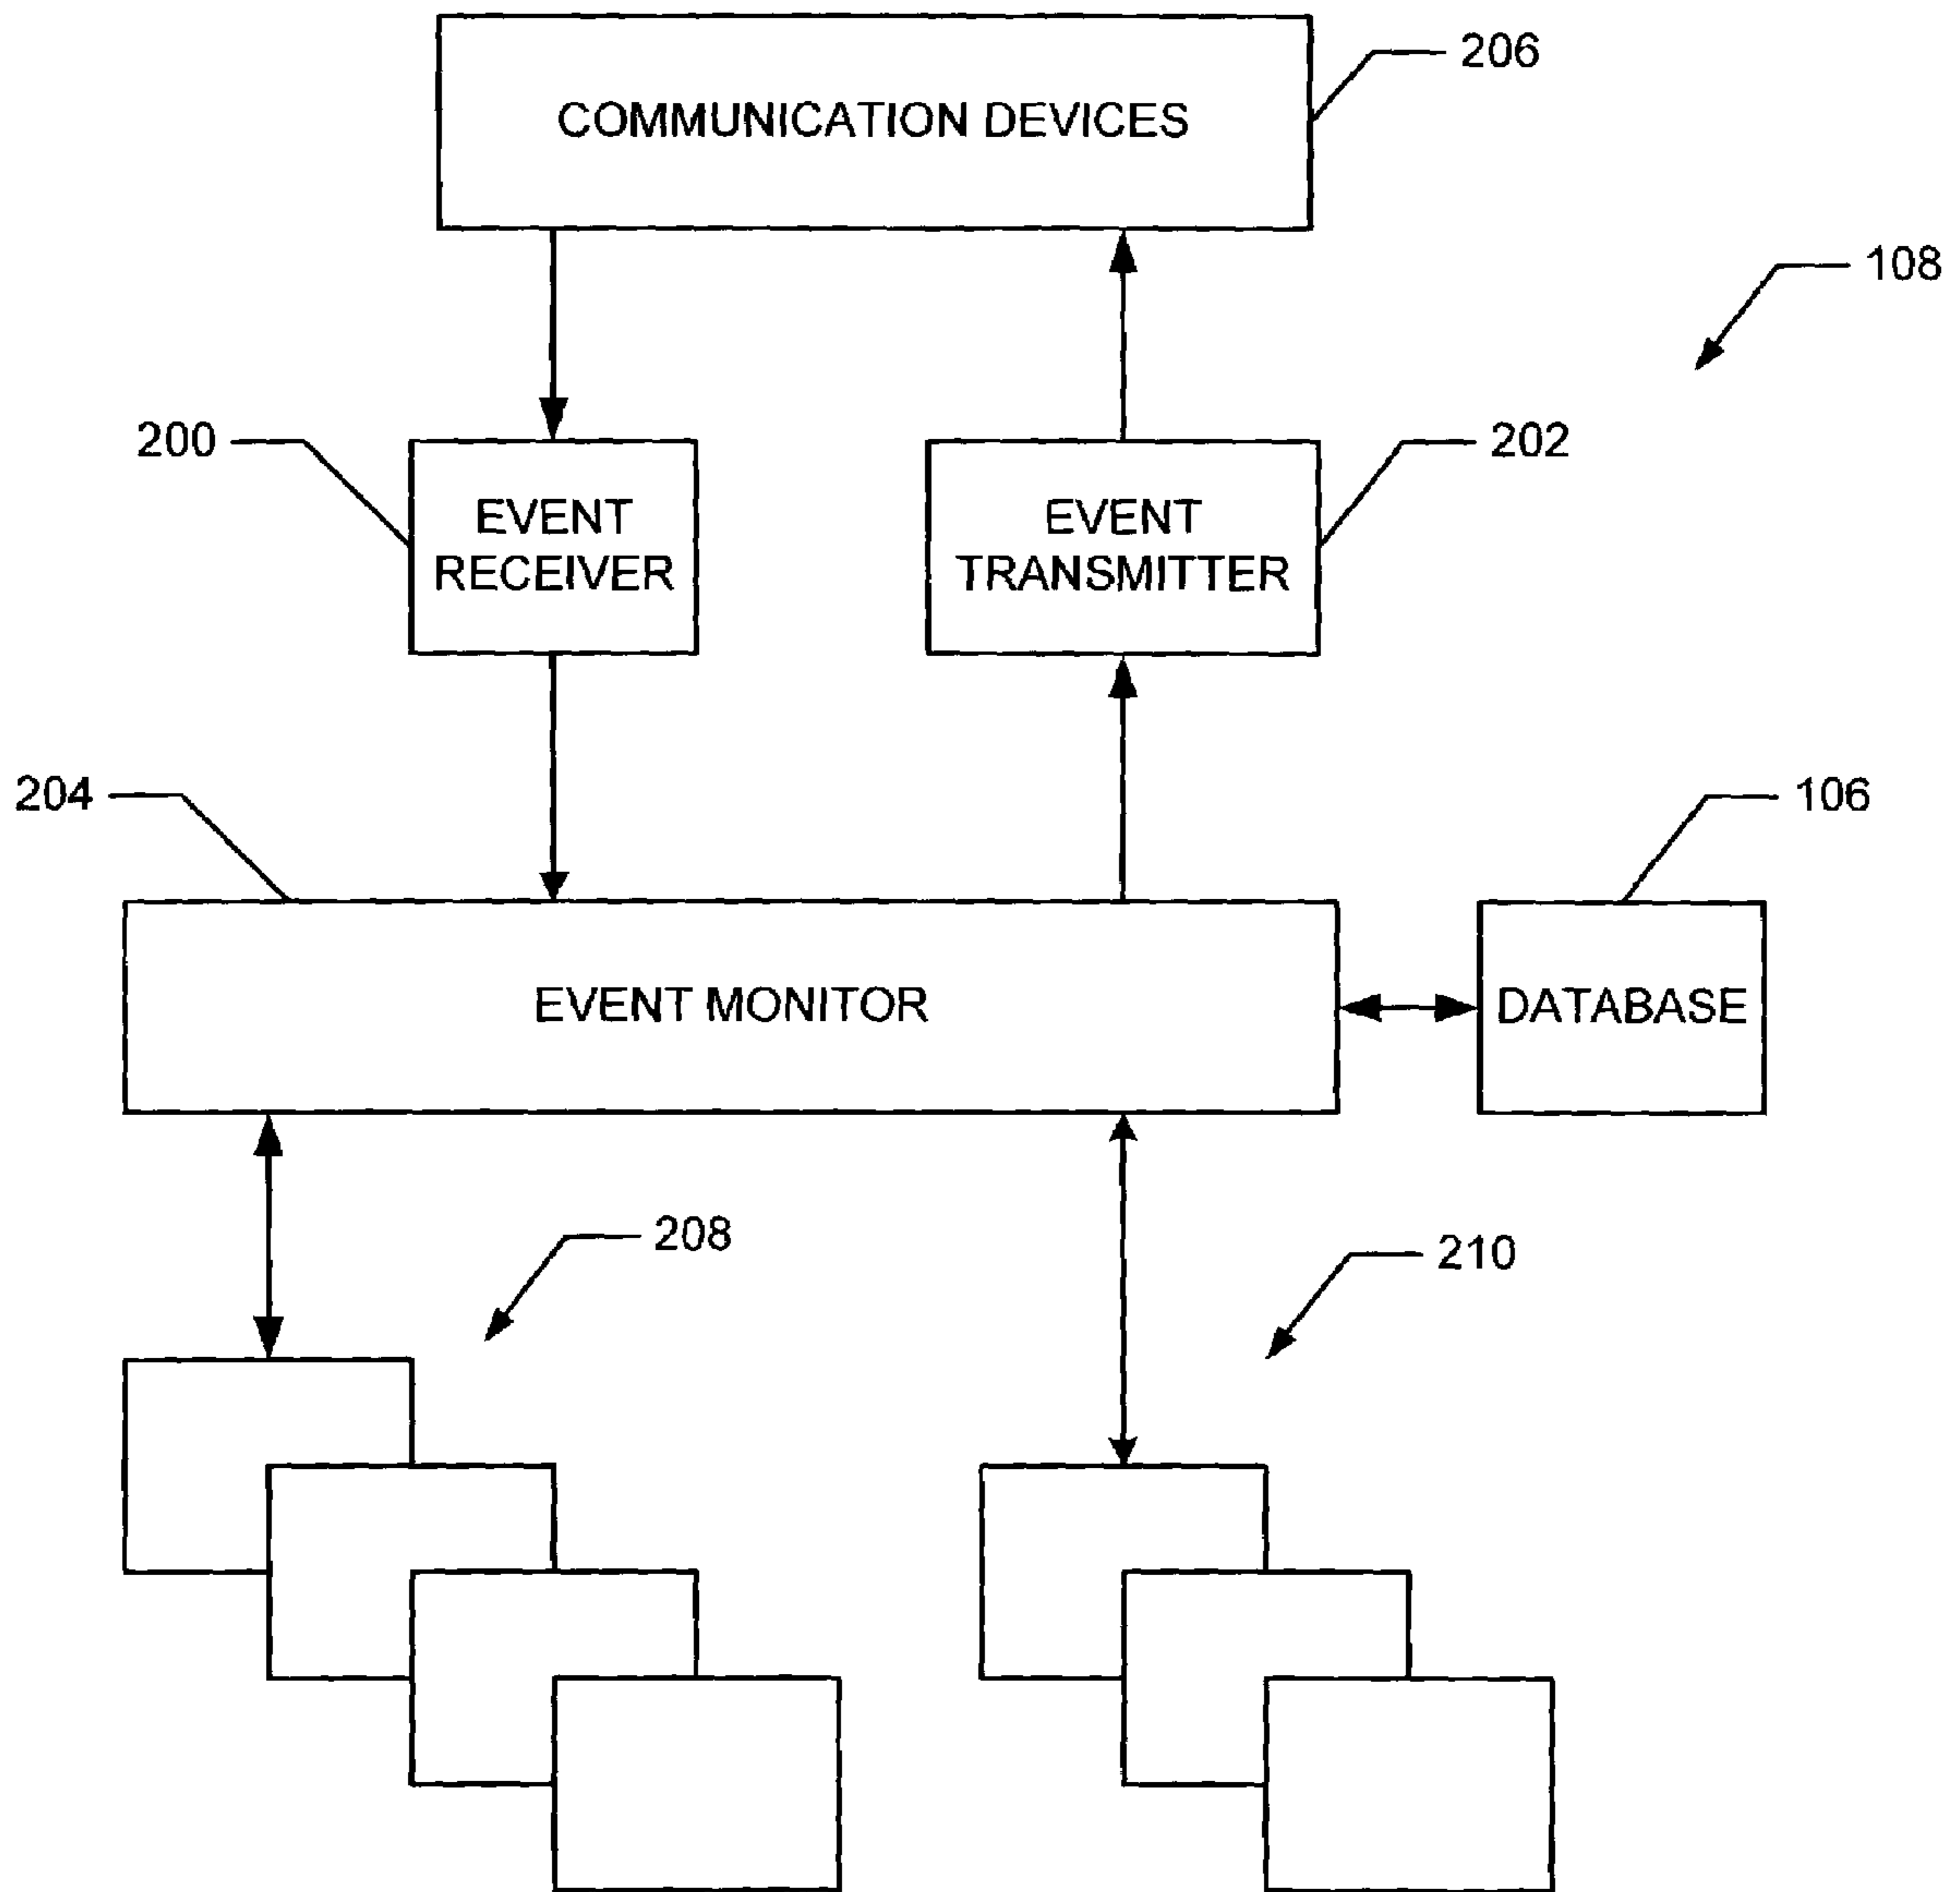 206
COMMUNICATION DEVICES
108
200
202
EVENT
RECEIVER
EVENT
TRANSMITTER
204
106
EVENT MONITOR
DATABASE
208
210